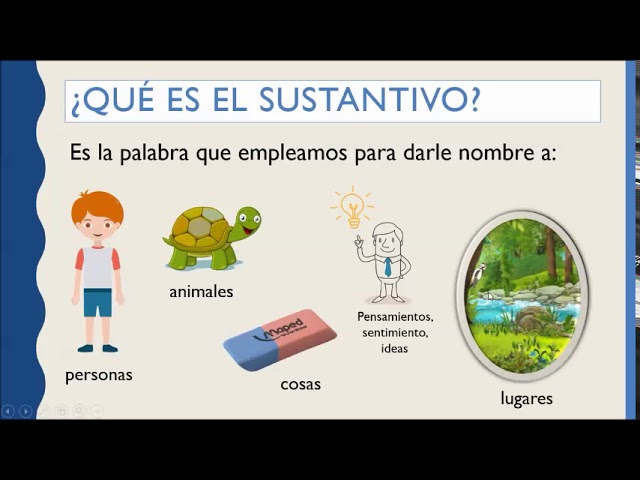 ¿QUÉ ES EL SUSTANTIVO?
Es la palabra que empleamos para darle nombre a:
animales
Pensamientos,
sentimiento,
ideas
Maped
personas
cosas
lugares